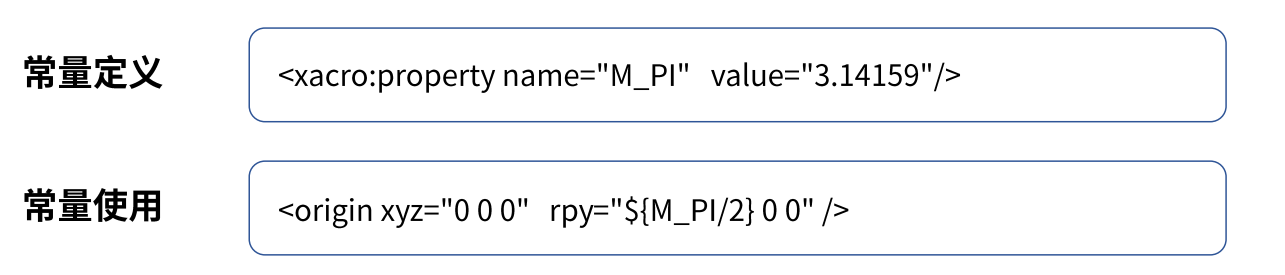 常量定义
<xacro:property name="M_PI" value="3.14159"/>
常量使用
<origin xyz="0 0 0" rpy="${M_PI/2} 0 0" />